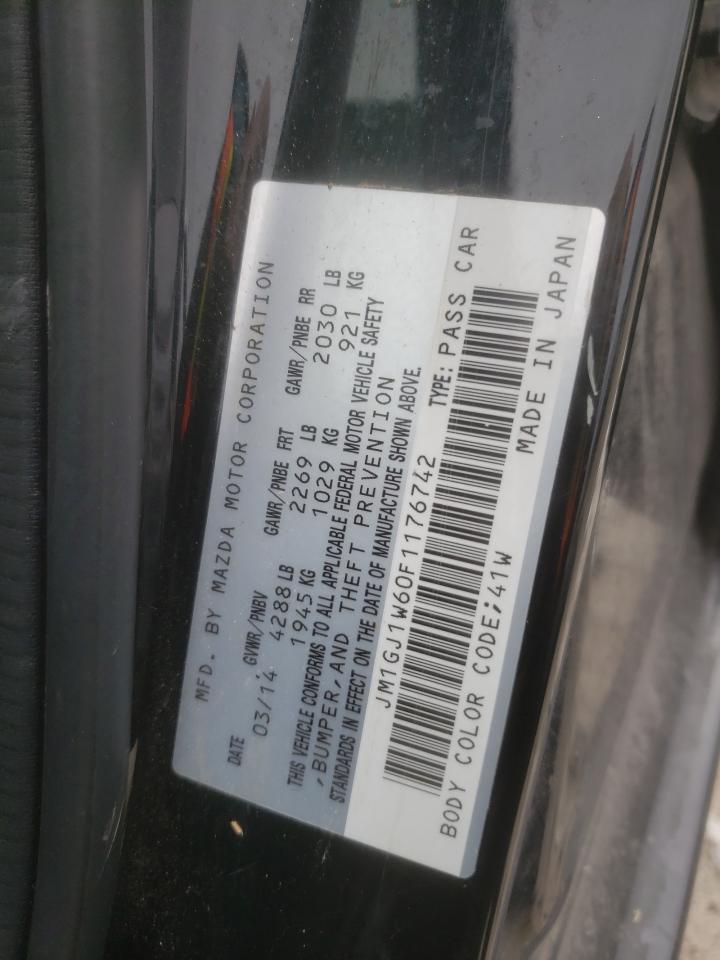 MFD. BY MAZDA MOTOR CORPORATION
DATE GVWR/PNBV GAWR/PNBE FRT GAWR/PNBE RR
03/14 4288 LB 2269 LB 2030 LB
1945 KG 1029 KG 921 KG
THIS VEHICLE CONFORMS TO ALL APPLICABLE FEDERAL MOTOR VEHICLE SAFETY
,BUMPER,AND THEFT PREVENTION
STANDARDS IN EFFECT ON THE DATE OF MANUFACTURE SHOWN ABOVE.
JM1GJ1W60F1176742 TYPE: PASS CAR
BODY COLOR CODE;41W MADE IN JAPAN